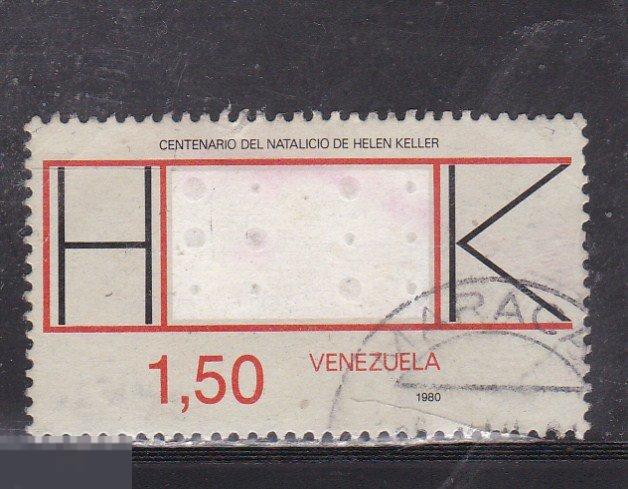 CENTENARIO DEL NATALICIO DE HELEN KELLER
H K
1,50 VENEZUELA
1980